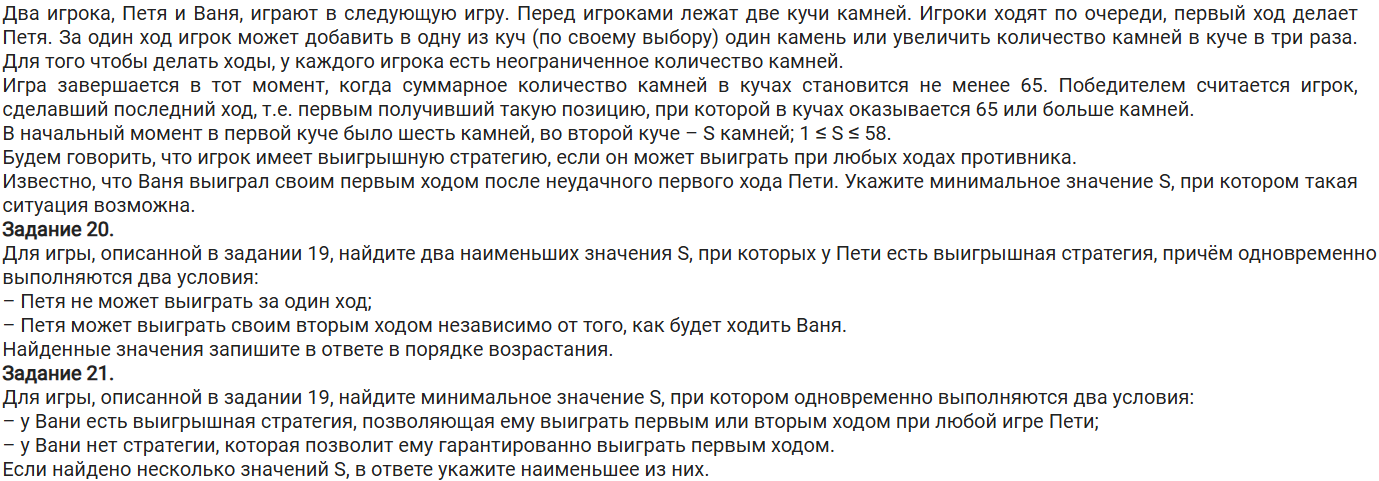 Два игрока, Петя и Ваня, играют в следующую игру. Перед игроками лежат две кучи камней. Игроки ходят по очереди, первый ход делает
Петя. За один ход игрок может добавить в одну из куч (по своему выбору) один камень или увеличить количество камней в куче в три раза.
Для того чтобы делать ходы, у каждого игрока есть неограниченное количество камней.
Игра завершается в тот момент, когда суммарное количество камней в кучах становится не менее 65. Победителем считается игрок,
сделавший последний ход, т.е. первым получивший такую позицию, при которой в кучах оказывается 65 или больше камней.
В начальный момент в первой куче было шесть камней, во второй куче – S камней; 1 ≤ S ≤ 58.
Будем говорить, что игрок имеет выигрышную стратегию, если он может выиграть при любых ходах противника.
Известно, что Ваня выиграл своим первым ходом после неудачного первого хода Пети. Укажите минимальное значение S, при котором такая
ситуация возможна.
Задание 20.
Для игры, описанной в задании 19, найдите два наименьших значения S, при которых у Пети есть выигрышная стратегия, причём одновременно
выполняются два условия:
– Петя не может выиграть за один ход;
– Петя может выиграть своим вторым ходом независимо от того, как будет ходить Ваня.
Найденные значения запишите в ответе в порядке возрастания.
Задание 21.
Для игры, описанной в задании 19, найдите минимальное значение S, при котором одновременно выполняются два условия:
– у Вани есть выигрышная стратегия, позволяющая ему выиграть первым или вторым ходом при любой игре Пети;
– у Вани нет стратегии, которая позволит ему гарантированно выиграть первым ходом.
Если найдено несколько значений S, в ответе укажите наименьшее из них.